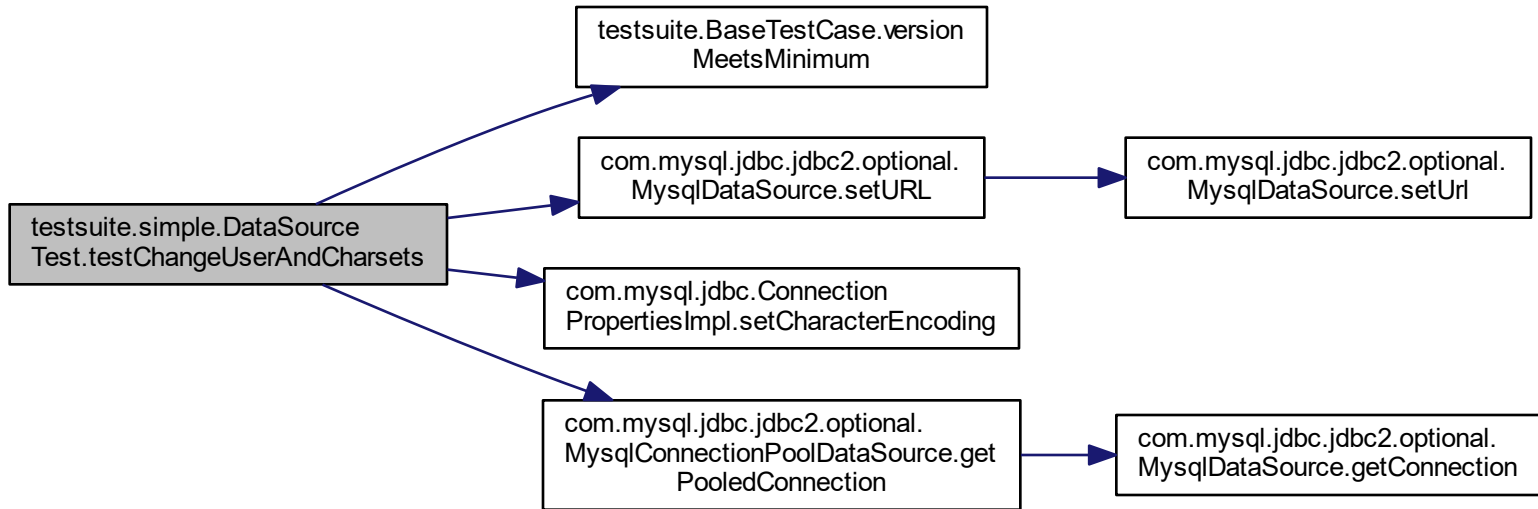 testsuite.BaseTestCase.version
MeetsMinimum
com.mysql.jdbc.jdbc2.optional.
MysqlDataSource.setURL
com.mysql.jdbc.jdbc2.optional.
MysqlDataSource.setUrl
testsuite.simple.DataSource
Test.testChangeUserAndCharsets
com.mysql.jdbc.Connection
PropertiesImpl.setCharacterEncoding
com.mysql.jdbc.jdbc2.optional.
MysqlConnectionPoolDataSource.get
PooledConnection
com.mysql.jdbc.jdbc2.optional.
MysqlDataSource.getConnection